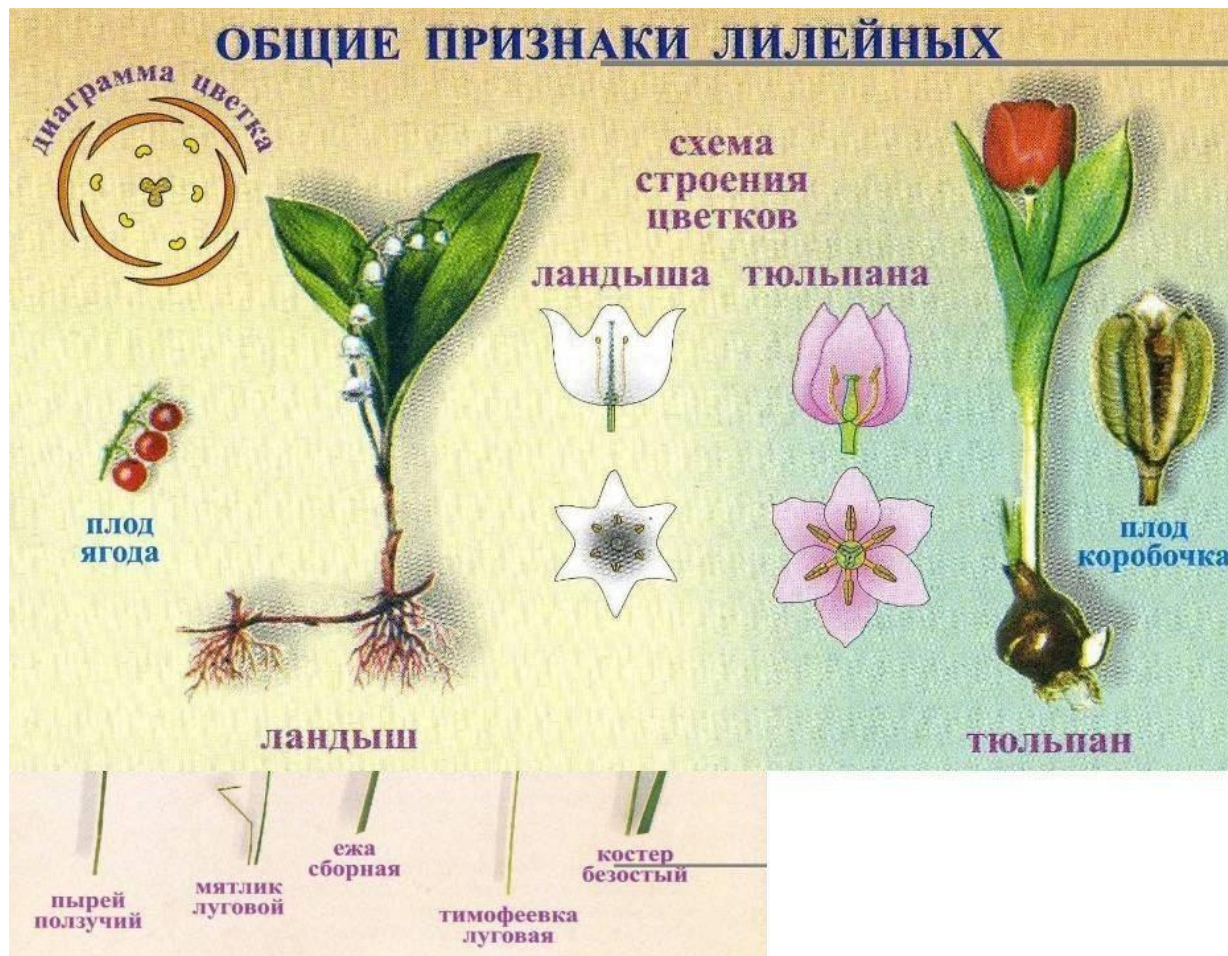 ОБЩИЕ ПРИЗНАКИ ЛИЛЕЙНЫХ
диаграмма цветка
схема
строения
цветков
ландыша
тюльпана
плод
ягода
плод
коробочка
ландыш
тюльпан
пырей
ползучий
мятлик
луговой
ежа
сборная
тимофеевка
луговая
костер
безостый